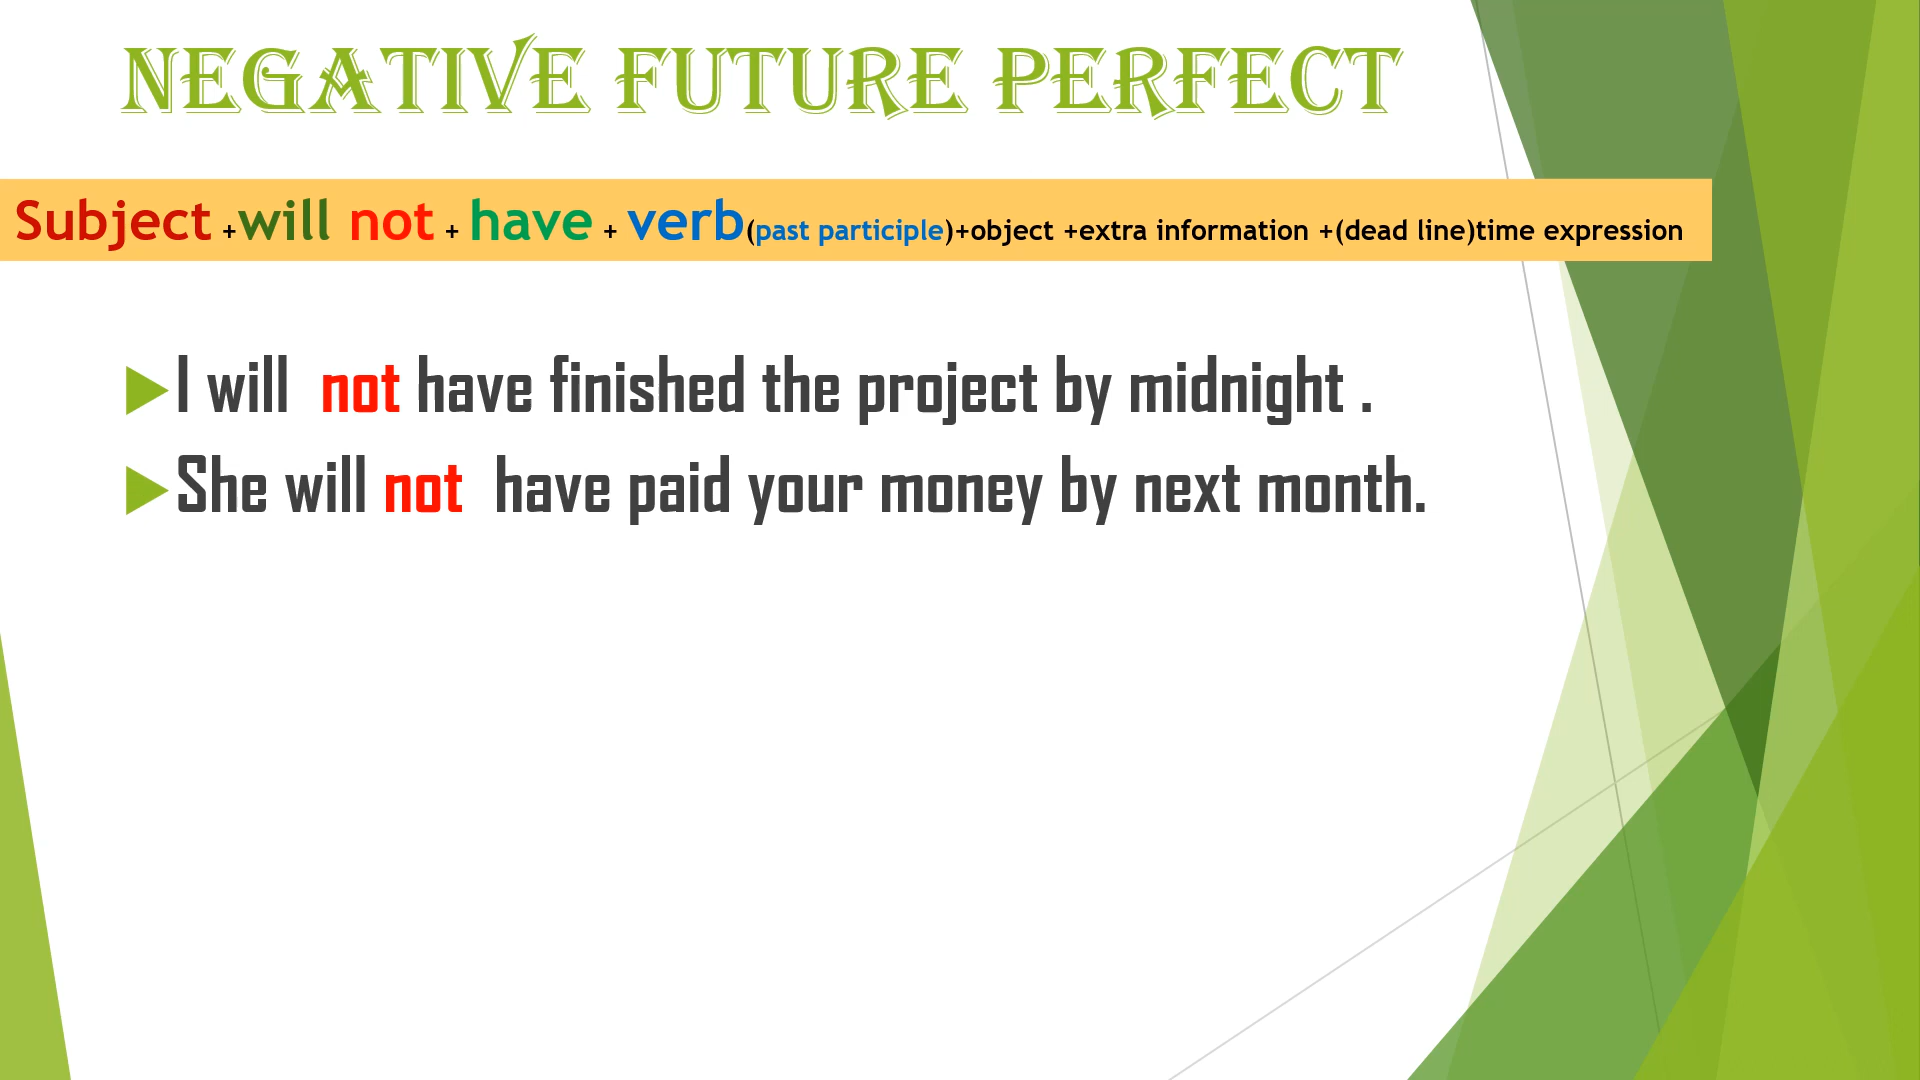 NEGATIVE FUTURE PERFECT
Subject +will not + have + verb(past participle)+object +extra information +(dead line)time expression
I will not have finished the project by midnight .
She will not have paid your money by next month.